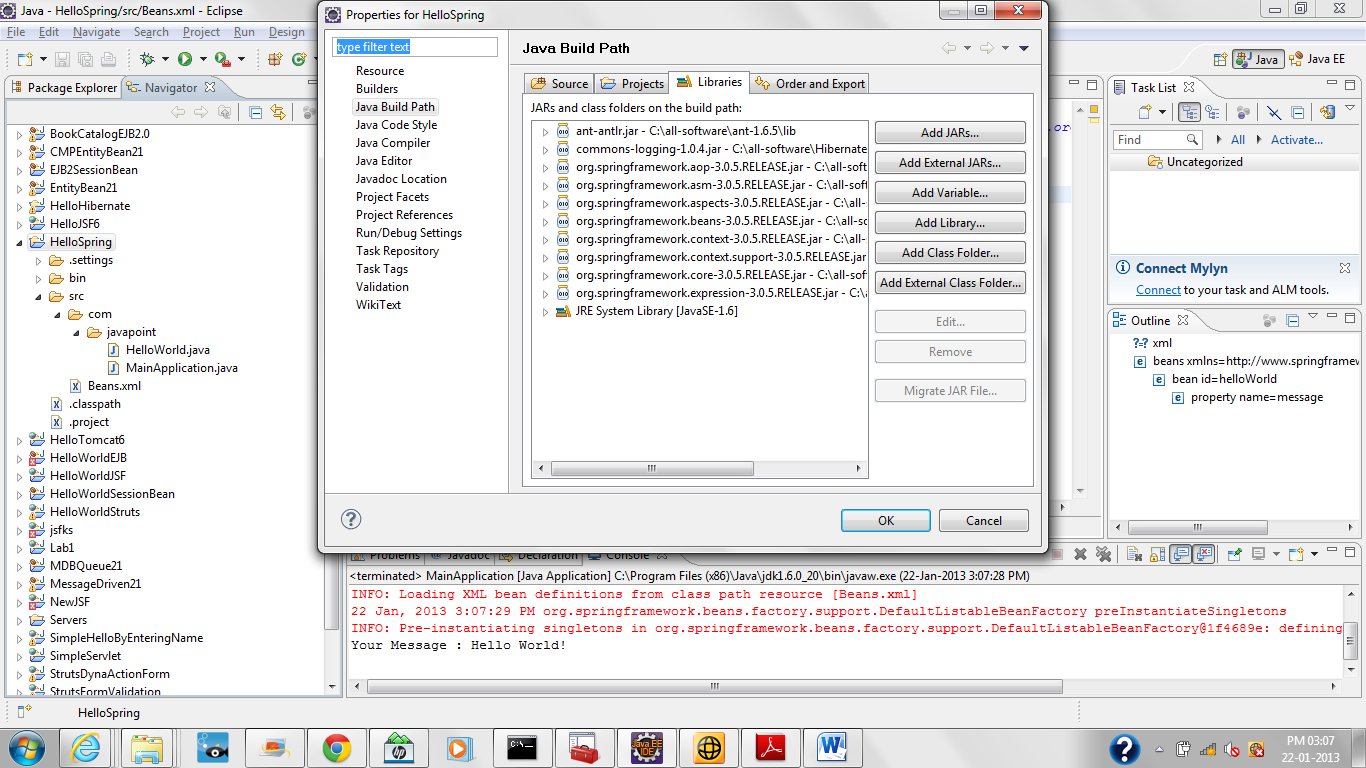 Java - HelloSpring/src/Beans.xml - Eclipse
File Edit Navigate Search Project Run Design
Java Java EE
Package Explorer Navigator
BookCatalogEJB2.0
CMPEntityBean21
EJB2SessionBean
EntityBean21
HelloHibernate
HelloJSF6
HelloSpring
.settings
bin
src
com
javapoint
HelloWorld.java
MainApplication.java
Beans.xml
.classpath
.project
HelloTomcat6
HelloWorldEJB
HelloWorldJSF
HelloWorldSessionBean
HelloWorldStruts
jsfks
Lab1
MDBQueue21
MessageDriven21
NewJSF
Servers
SimpleHelloByEnteringName
SimpleServlet
StrutsDynaActionForm
StrutsFormValidation
Properties for HelloSpring
type filter text
Resource
Builders
Java Build Path
Java Code Style
Java Compiler
Java Editor
Javadoc Location
Project Facets
Project References
Run/Debug Settings
Task Repository
Task Tags
Validation
WikiText
Java Build Path
Source Projects Libraries Order and Export
JARs and class folders on the build path:
ant-antlr.jar - C:\all-software\ant-1.6.5\lib
commons-logging-1.0.4.jar - C:\all-software\Hibernate
org.springframework.aop-3.0.5.RELEASE.jar - C:\all-soft
org.springframework.asm-3.0.5.RELEASE.jar - C:\all-soft
org.springframework.aspects-3.0.5.RELEASE.jar - C:\all-
org.springframework.beans-3.0.5.RELEASE.jar - C:\all-so
org.springframework.context-3.0.5.RELEASE.jar - C:\all-
org.springframework.context.support-3.0.5.RELEASE.jar
org.springframework.core-3.0.5.RELEASE.jar - C:\all-sof
org.springframework.expression-3.0.5.RELEASE.jar - C:\a
JRE System Library [JavaSE-1.6]
Add JARs...
Add External JARs...
Add Variable...
Add Library...
Add Class Folder...
Add External Class Folder...
Edit...
Remove
Migrate JAR File...
OK Cancel
.or
Task List
Find All Activate...
Uncategorized
Connect Mylyn
Connect to your task and ALM tools.
Outline
xml
beans xmlns=http://www.springframew
bean id=helloWorld
property name=message
Problems Javadoc Declaration Console
<terminated> MainApplication [Java Application] C:\Program Files (x86)\Java\jdk1.6.0_20\bin\javaw.exe (22-Jan-2013 3:07:28 PM)
INFO: Loading XML bean definitions from class path resource [Beans.xml]
22 Jan, 2013 3:07:29 PM org.springframework.beans.factory.support.DefaultListableBeanFactory preInstantiateSingletons
INFO: Pre-instantiating singletons in org.springframework.beans.factory.support.DefaultListableBeanFactory@1f4689e: defining
Your Message : Hello World!
HelloSpring
hp
Java EE
IDE
PM 03:07
22-01-2013